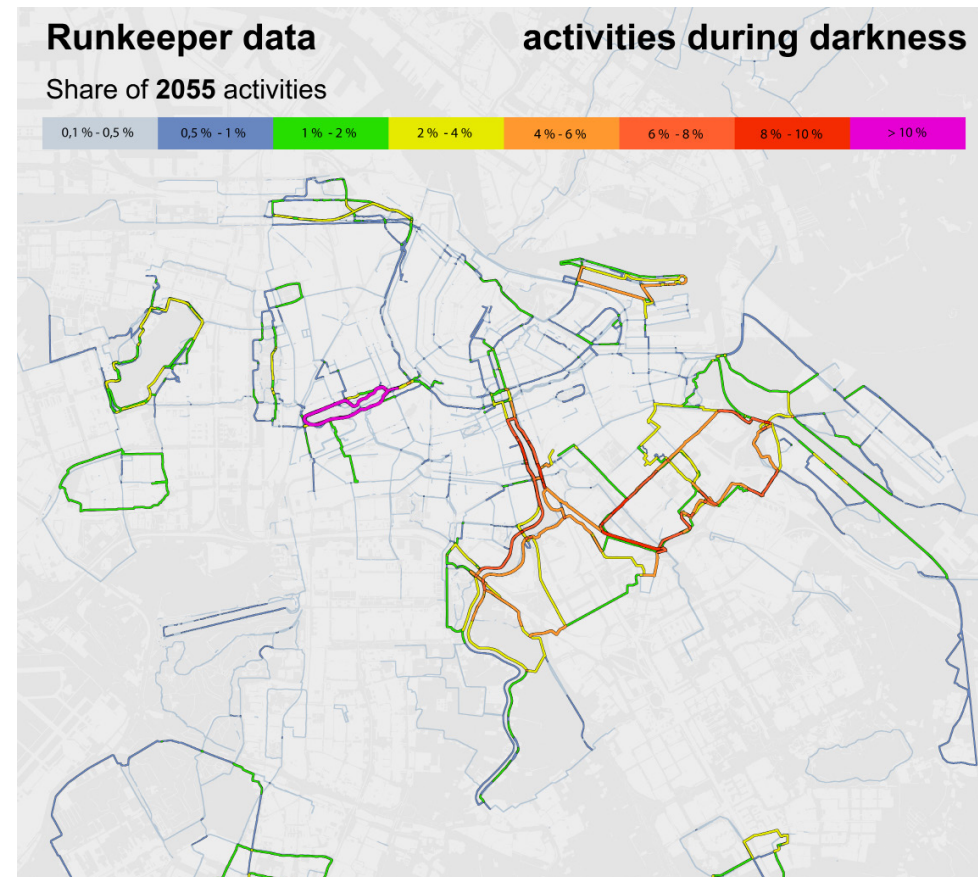 Runkeeper data activities during darkness
Share of 2055 activities
0,1 % - 0,5 % 0,5 % - 1 % 1 % - 2 % 2 % - 4 % 4 % - 6 % 6 % - 8 % 8 % - 10 % > 10 %